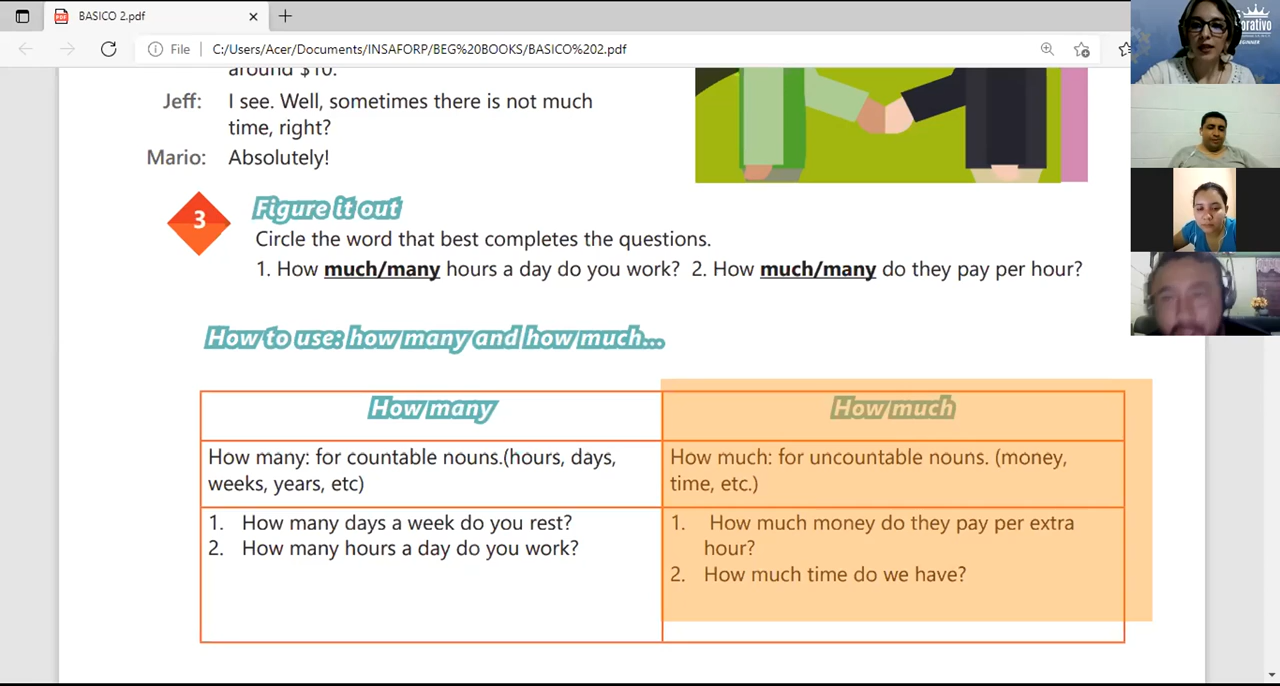 BASICO 2.pdf
File
C:/Users/Acer/Documents/INSAFORP/BEG%20BOOKS/BASICO%202.pdf
around $10.
Jeff: I see. Well, sometimes there is not much
time, right?
Mario: Absolutely!
3
Figure it out
Circle the word that best completes the questions.
1. How much/many hours a day do you work? 2. How much/many do they pay per hour?
How to use: how many and how much...
How many
How many: for countable nouns.(hours, days,
weeks, years, etc)
1. How many days a week do you rest?
2. How many hours a day do you work?
How much
How much: for uncountable nouns. (money,
time, etc.)
1. How much money do they pay per extra
hour?
2. How much time do we have?